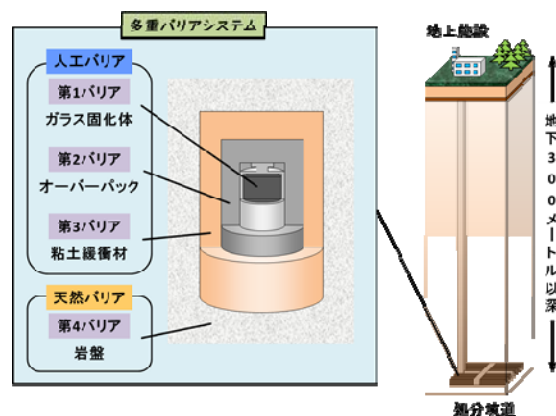 多重バリアシステム
人工バリア
第1バリア
ガラス固化体
第2バリア
オーバーパック
第3バリア
粘土緩衝材
天然バリア
第4バリア
岩盤
地上施設
地下300メートル以深
処分坑道